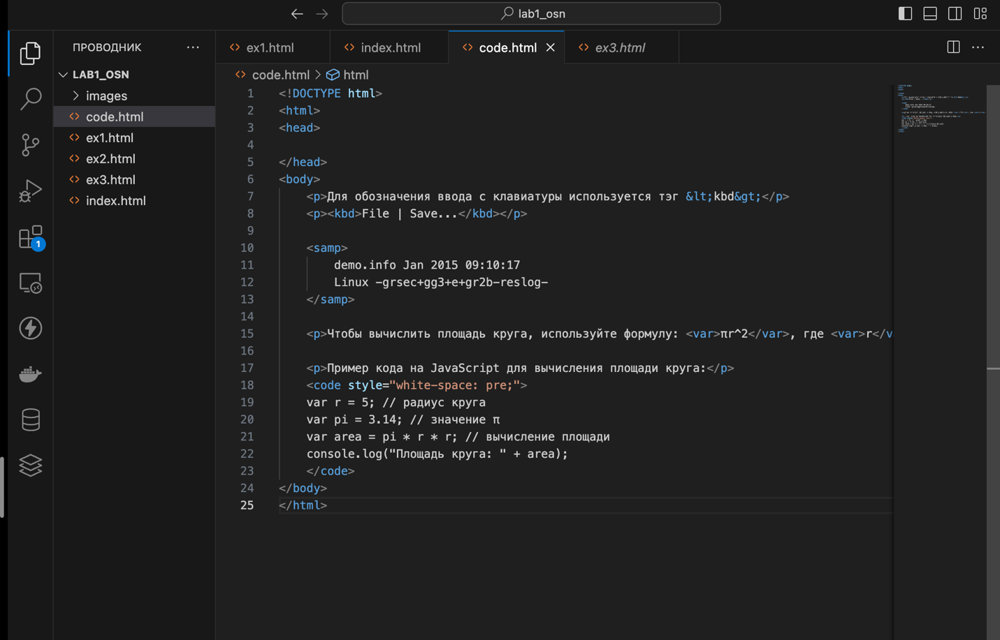 lab1_osn
ПРОВОДНИК
LAB1_OSN
images
code.html
ex1.html
ex2.html
ex3.html
index.html
1
ex1.html
index.html
code.html
ex3.html
code.html > html
1 <!DOCTYPE html>
2 <html>
3 <head>
4
5 </head>
6 <body>
7 <p>Для обозначения ввода с клавиатуры используется тэг &lt;kbd&gt;</p>
8 <p><kbd>File | Save...</kbd></p>
9
10 <samp>
11 demo.info Jan 2015 09:10:17
12 Linux -grsec+gg3+e+gr2b-reslog-
13 </samp>
14
15 <p>Чтобы вычислить площадь круга, используйте формулу: <var>πr^2</var>, где <var>r</v
16
17 <p>Пример кода на JavaScript для вычисления площади круга:</p>
18 <code style="white-space: pre;">
19 var r = 5; // радиус круга
20 var pi = 3.14; // значение π
21 var area = pi * r * r; // вычисление площади
22 console.log("Площадь круга: " + area);
23 </code>
24 </body>
25 </html>